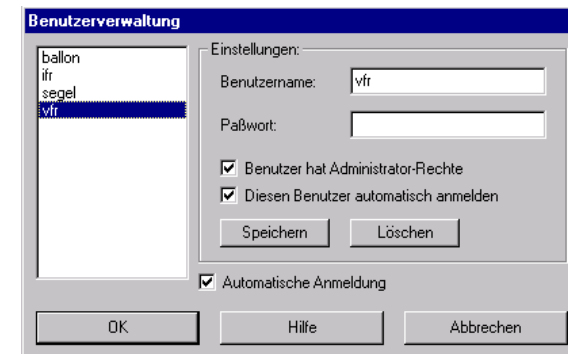 Benutzerverwaltung
ballon
ifr
segel
vfr
Einstellungen:
Benutzername: vfr
Paßwort:
Benutzer hat Administrator-Rechte
Diesen Benutzer automatisch anmelden
Speichern Löschen
Automatische Anmeldung
OK Hilfe Abbrechen